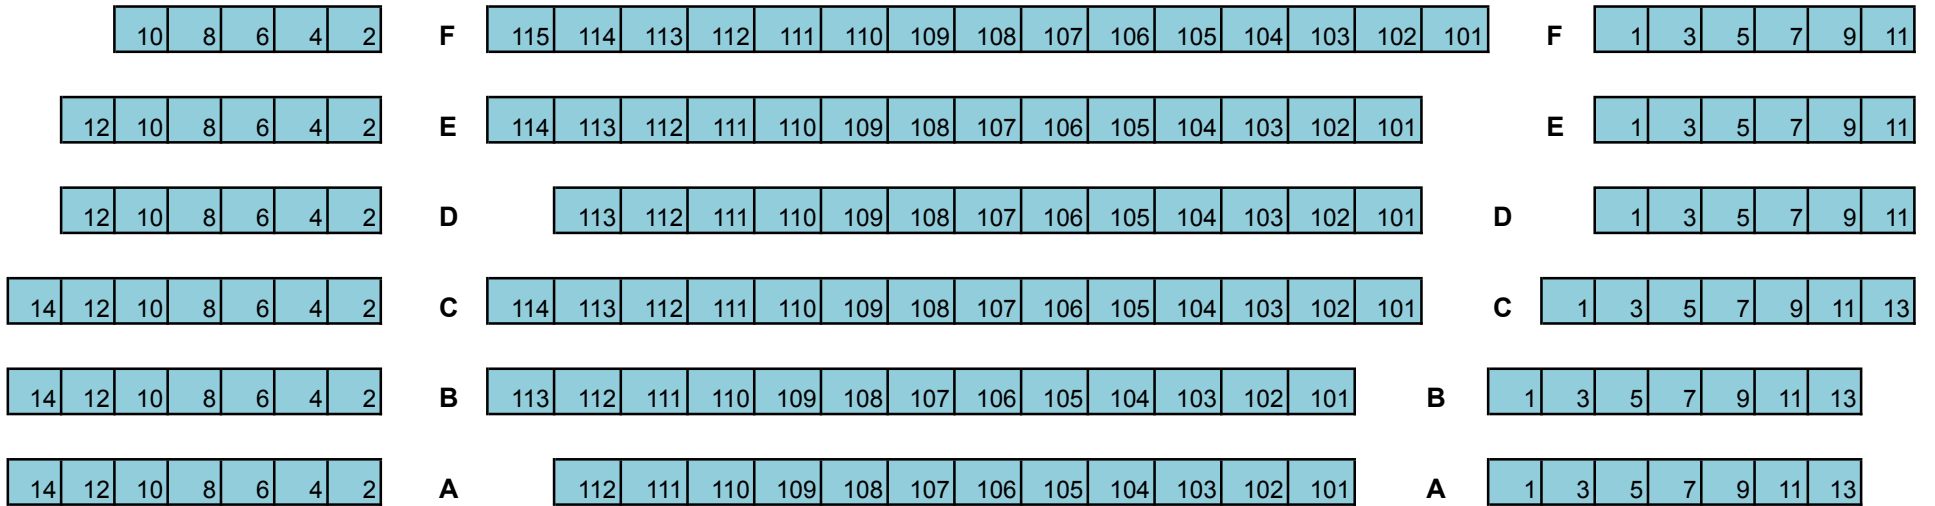 10 8 6 4 2 F 115 114 113 112 111 110 109 108 107 106 105 104 103 102 101 F 1 3 5 7 9 11
12 10 8 6 4 2 E 114 113 112 111 110 109 108 107 106 105 104 103 102 101 E 1 3 5 7 9 11
12 10 8 6 4 2 D 113 112 111 110 109 108 107 106 105 104 103 102 101 D 1 3 5 7 9 11
14 12 10 8 6 4 2 C 114 113 112 111 110 109 108 107 106 105 104 103 102 101 C 1 3 5 7 9 11 13
14 12 10 8 6 4 2 B 113 112 111 110 109 108 107 106 105 104 103 102 101 B 1 3 5 7 9 11 13
14 12 10 8 6 4 2 A 112 111 110 109 108 107 106 105 104 103 102 101 A 1 3 5 7 9 11 13